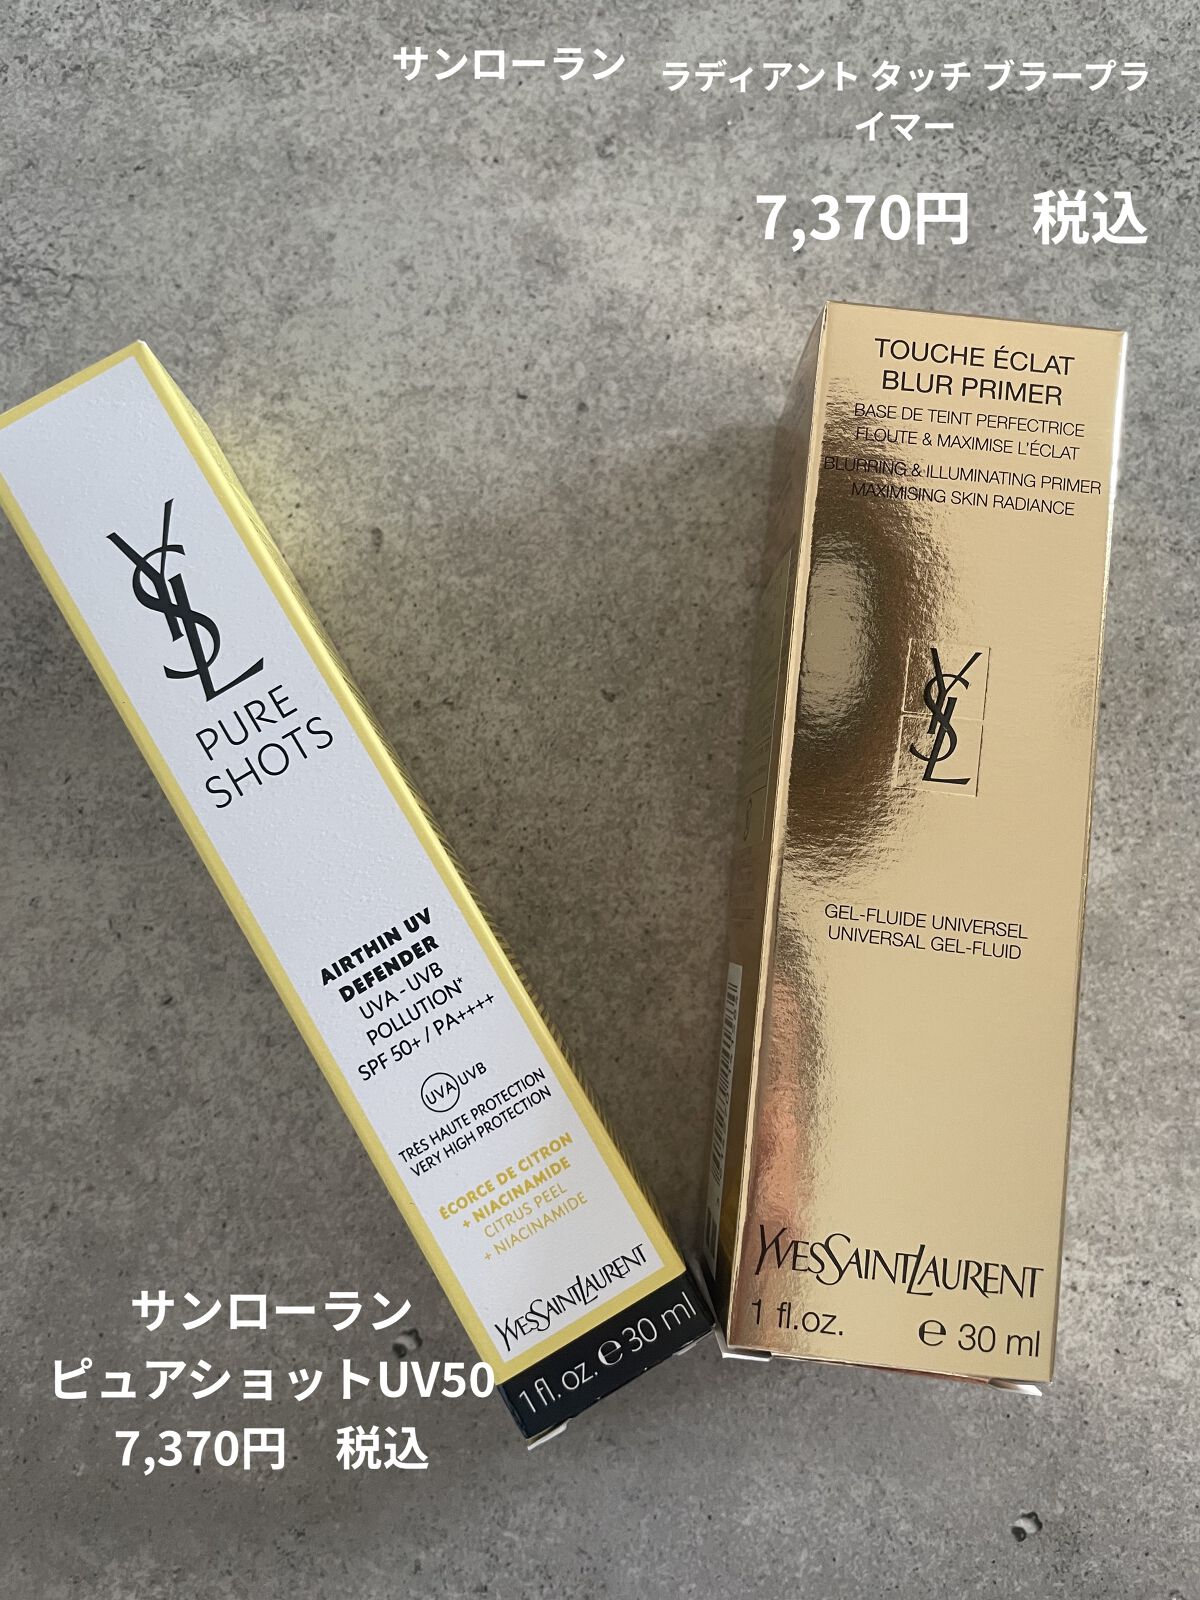 サンローラン
ラディアント タッチ ブラープラ
イマー
7,370円 税込
TOUCHE ÉCLAT
BLUR PRIMER
BASE DE TEINT PERFECTRICE
FLOUTE & MAXIMISE L'ÉCLAT
BLURRING & ILLUMINATING PRIMER
MAXIMISING SKIN RADIANCE
YSL
GEL-FLUIDE UNIVERSEL
UNIVERSAL GEL-FLUID
YVESSAINTLAURENT
1 fl.oz. e 30 ml
YSL
PURE
SHOTS
AIRTHIN UV
DEFENDER
UVA - UVB
POLLUTION*
SPF 50+ / PA++++
UVA UVB
TRÈS HAUTE PROTECTION
VERY HIGH PROTECTION
ÉCORCE DE CITRON
+ NIACINAMIDE
CITRUS PEEL
+ NIACINAMIDE
YVESSAINTLAURENT
1 fl. oz. e 30 ml
サンローラン
ピュアショットUV50
7,370円 税込